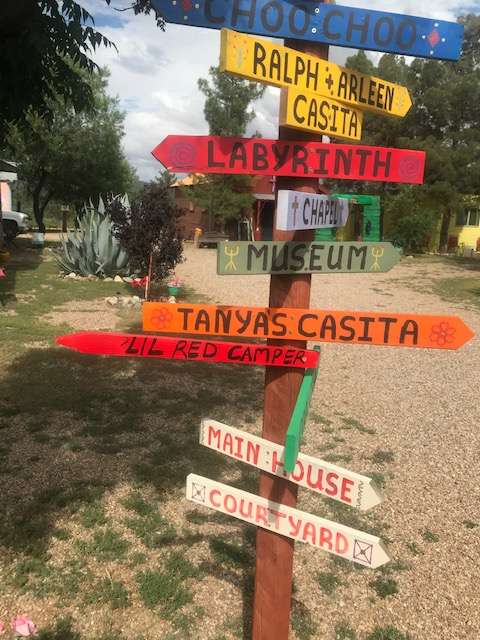 CHOO CHOO
RALPH + ARLEEN
CASITA
LABYRINTH
CHAPEL
MUSEUM
TANYAS CASITA
LIL RED CAMPER
MAIN HOUSE
COURTYARD